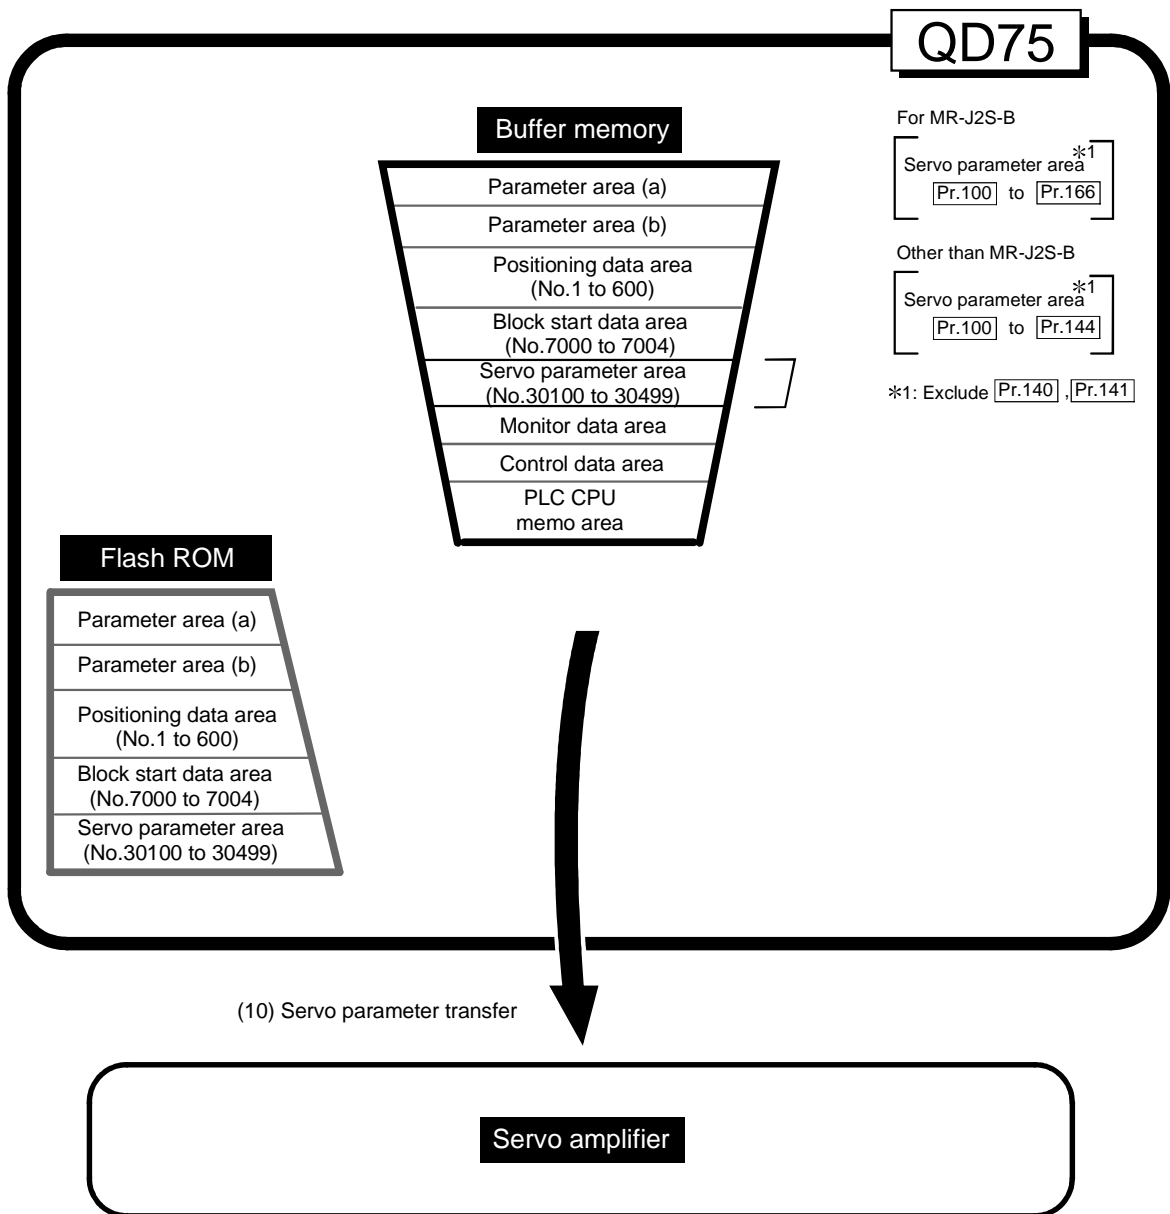 QD75
For MR-J2S-B
Servo parameter area *1
Pr.100 to Pr.166
Other than MR-J2S-B
Servo parameter area *1
Pr.100 to Pr.144
*1: Exclude Pr.140 , Pr.141
Buffer memory
Parameter area (a)
Parameter area (b)
Positioning data area
(No.1 to 600)
Block start data area
(No.7000 to 7004)
Servo parameter area
(No.30100 to 30499)
Monitor data area
Control data area
PLC CPU
memo area
Flash ROM
Parameter area (a)
Parameter area (b)
Positioning data area
(No.1 to 600)
Block start data area
(No.7000 to 7004)
Servo parameter area
(No.30100 to 30499)
(10) Servo parameter transfer
Servo amplifier